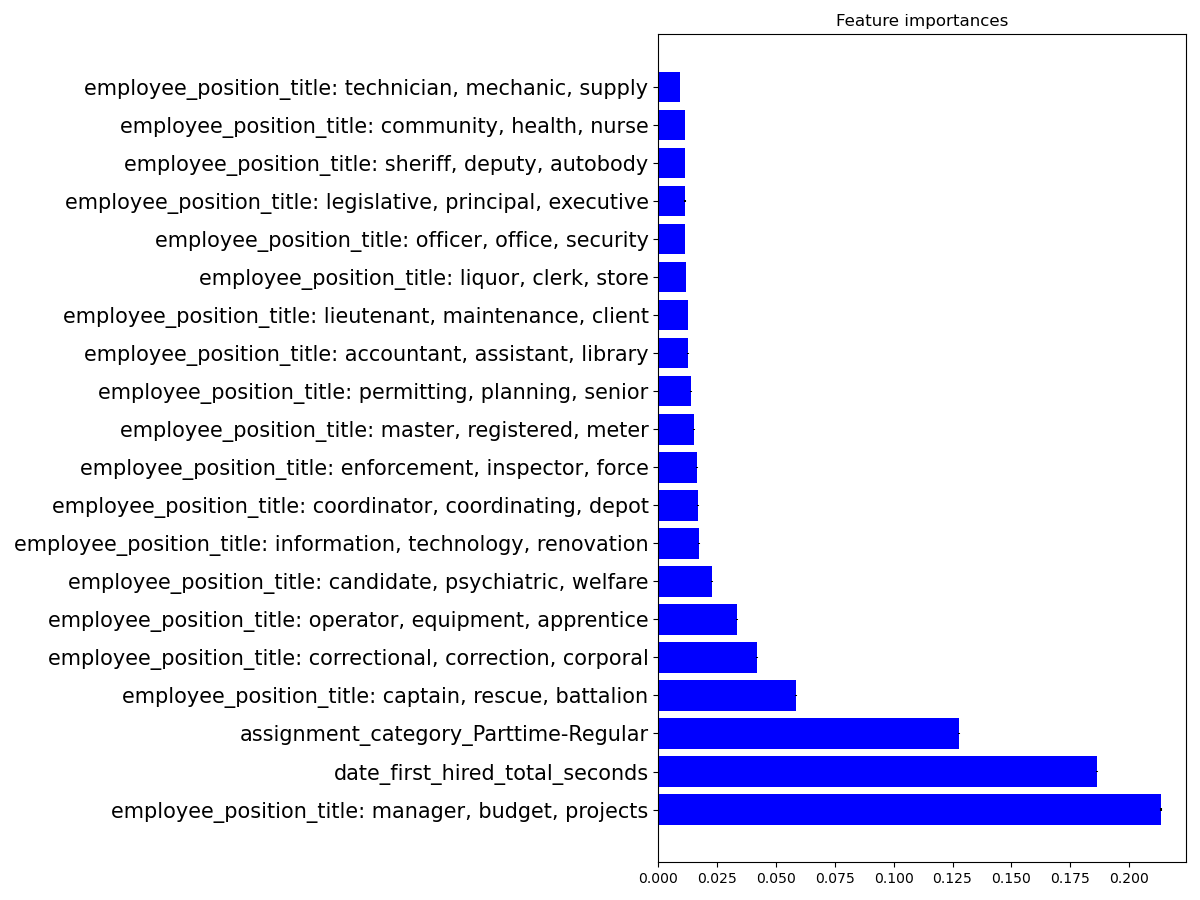 Feature importances
employee_position_title: technician, mechanic, supply
employee_position_title: community, health, nurse
employee_position_title: sheriff, deputy, autobody
employee_position_title: legislative, principal, executive
employee_position_title: officer, office, security
employee_position_title: liquor, clerk, store
employee_position_title: lieutenant, maintenance, client
employee_position_title: accountant, assistant, library
employee_position_title: permitting, planning, senior
employee_position_title: master, registered, meter
employee_position_title: enforcement, inspector, force
employee_position_title: coordinator, coordinating, depot
employee_position_title: information, technology, renovation
employee_position_title: candidate, psychiatric, welfare
employee_position_title: operator, equipment, apprentice
employee_position_title: correctional, correction, corporal
employee_position_title: captain, rescue, battalion
assignment_category_Parttime-Regular
date_first_hired_total_seconds
employee_position_title: manager, budget, projects
0.000 0.025 0.050 0.075 0.100 0.125 0.150 0.175 0.200